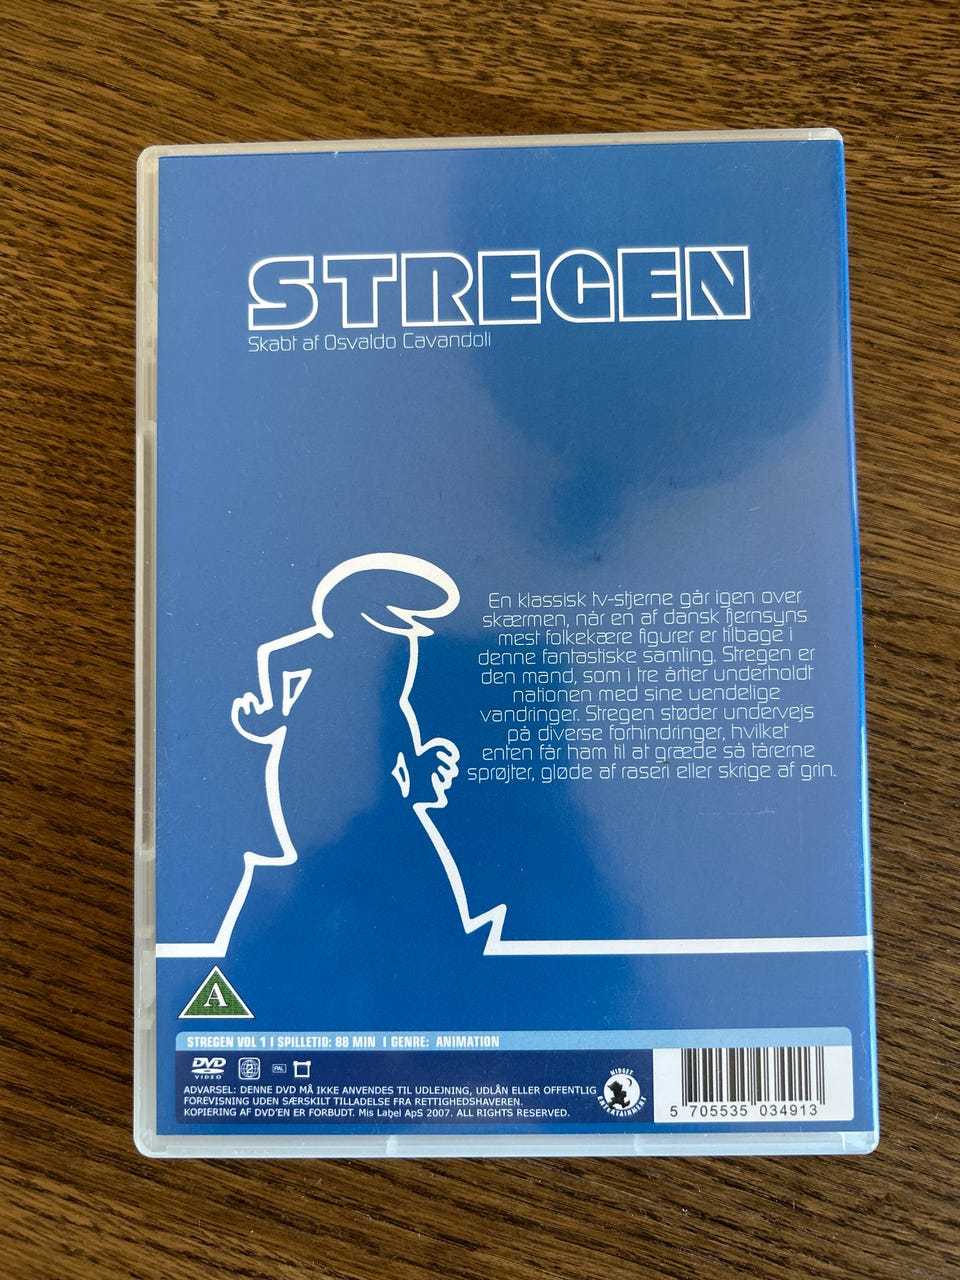 STREGEN
Skabt af Osvaldo Cavandoli
En klassisk tv-stjerne går igen over
skærmen, når en af dansk fjernsyns
mest folkekære figurer er tilbage i
denne fantastiske samling. Stregen er
den mand, som i tre årtier underholdt
nationen med sine uendelige
vandringer. Stregen støder undervejs
på diverse forhindringer, hvilket
enten får ham til at græde så tårerne
sprøjter, gløde af raseri eller skrige af grin.
A
STREGEN VOL 1 I SPILLETID: 88 MIN I GENRE: ANIMATION
DVD VIDEO 2 PAL
ADVARSEL: DENNE DVD MÅ IKKE ANVENDES TIL UDLEJNING, UDLÅN ELLER OFFENTLIG
FOREVISNING UDEN SÆRSKILT TILLADELSE FRA RETTIGHEDSHAVEREN.
KOPIERING AF DVD'EN ER FORBUDT. Mis Label ApS 2007. ALL RIGHTS RESERVED.
MIDGET ENTERTAINMENT
5 705535 034913